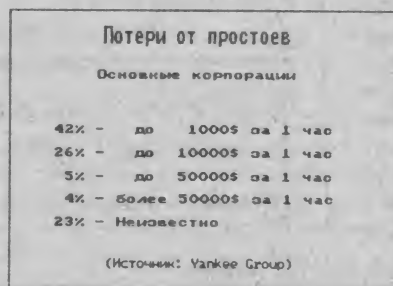 Потери от простоев
Основные корпорации
42% - до 1000$ за 1 час
26% - до 10000$ за 1 час
5% - до 50000$ за 1 час
4% - более 50000$ за 1 час
23% - Неизвестно
(Источник: Yankee Group)